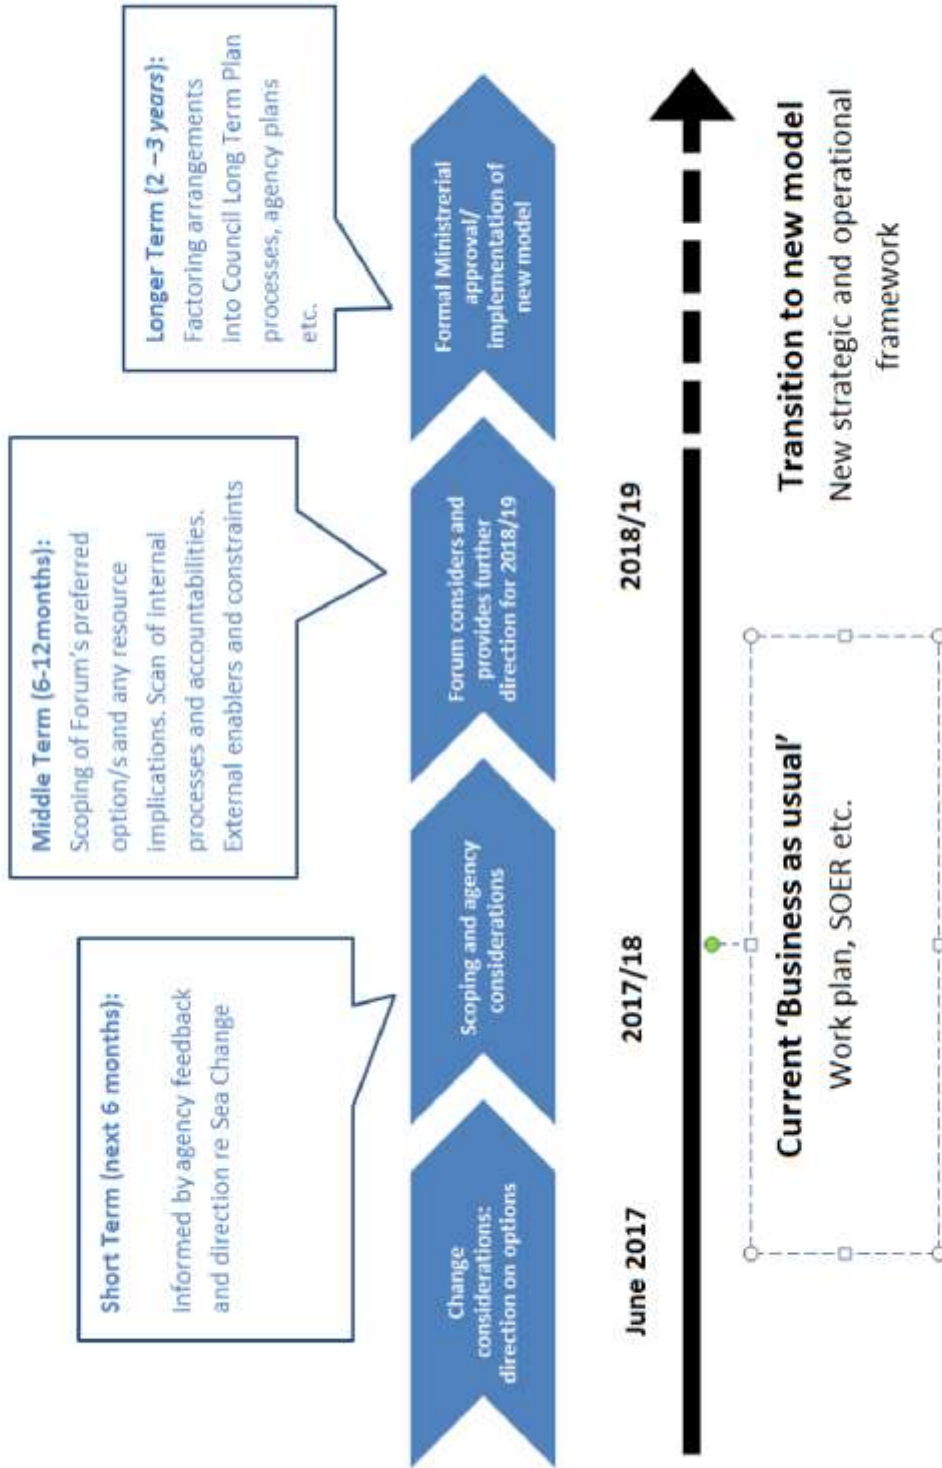 Short Term (next 6 months):
Informed by agency feedback
and direction re Sea Change
Middle Term (6-12months):
Scoping of Forum's preferred
option/s and any resource
implications. Scan of internal
processes and accountabilities.
External enablers and constraints
Longer Term (2 –3 years):
Factoring arrangements
into Council Long Term Plan
processes, agency plans
etc.
Change
considerations:
direction on options
Scoping and agency
considerations
Forum considers and
provides further
direction for 2018/19
Formal Ministrerial
approval/
implementation of
new model
June 2017
2017/18
2018/19
Current ‘Business as usual’
Work plan, SOER etc.
Transition to new model
New strategic and operational
framework